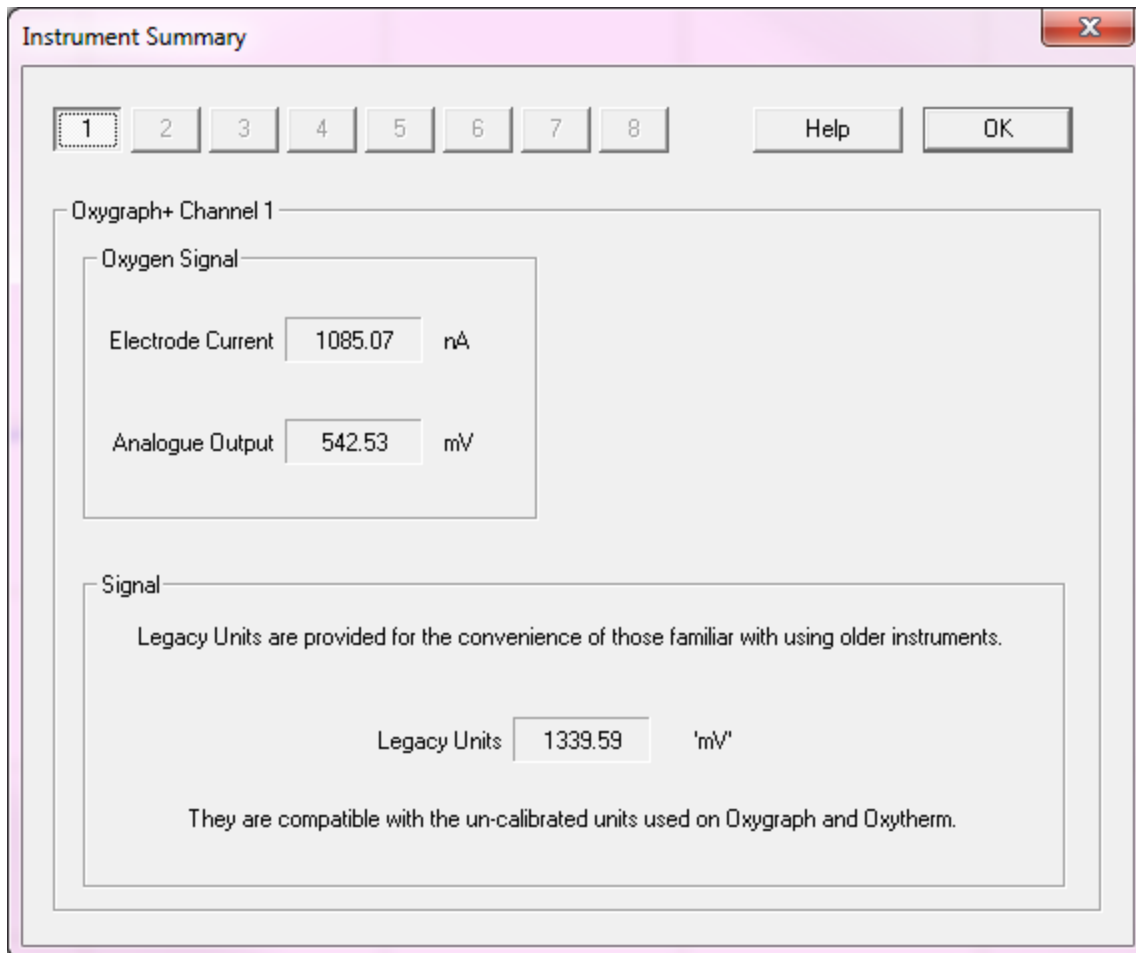 Instrument Summary
1 2 3 4 5 6 7 8 Help OK
Oxygraph+ Channel 1
Oxygen Signal
Electrode Current 1085.07 nA
Analogue Output 542.53 mV
Signal
Legacy Units are provided for the convenience of those familiar with using older instruments.
Legacy Units 1339.59 'mV'
They are compatible with the un-calibrated units used on Oxygraph and Oxytherm.